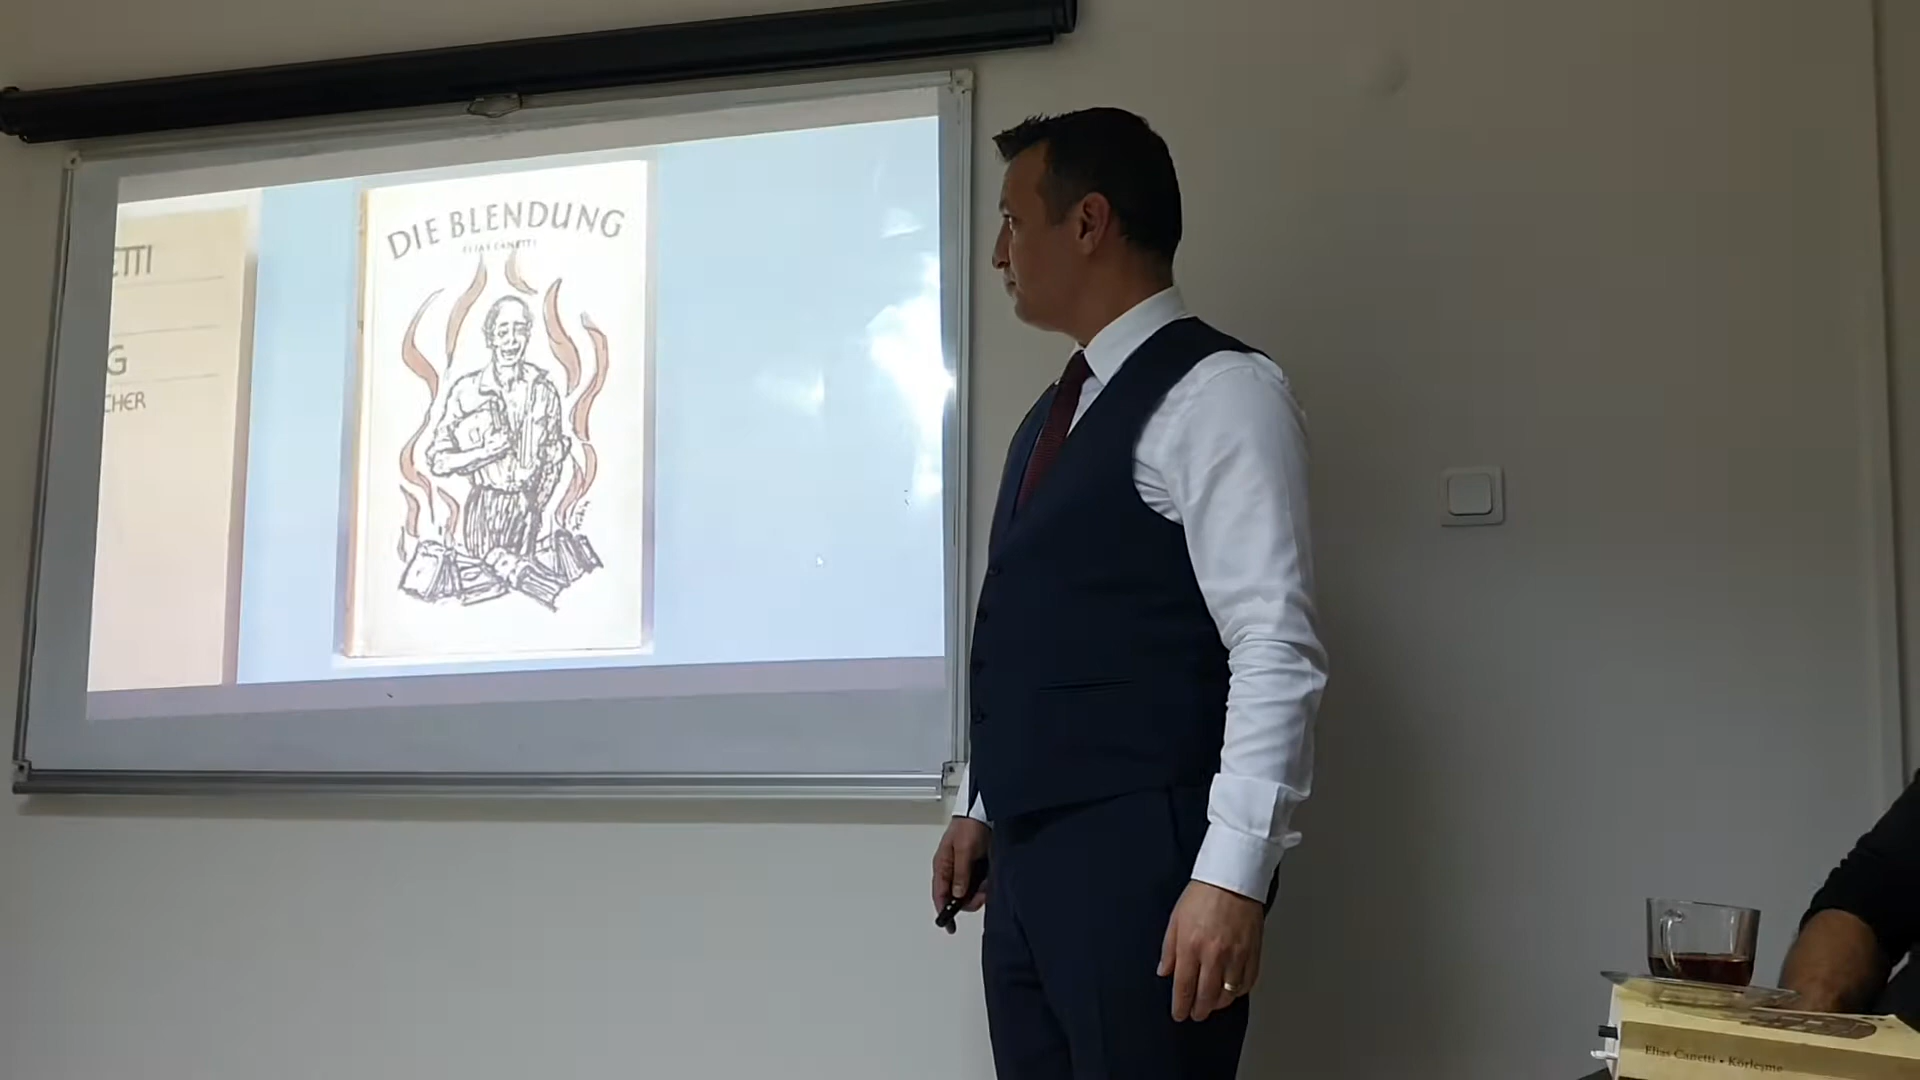 ETTI
G
CHER
DIE BLENDUNG
ELIAS CANETTI
Elias Canetti • Körleşme